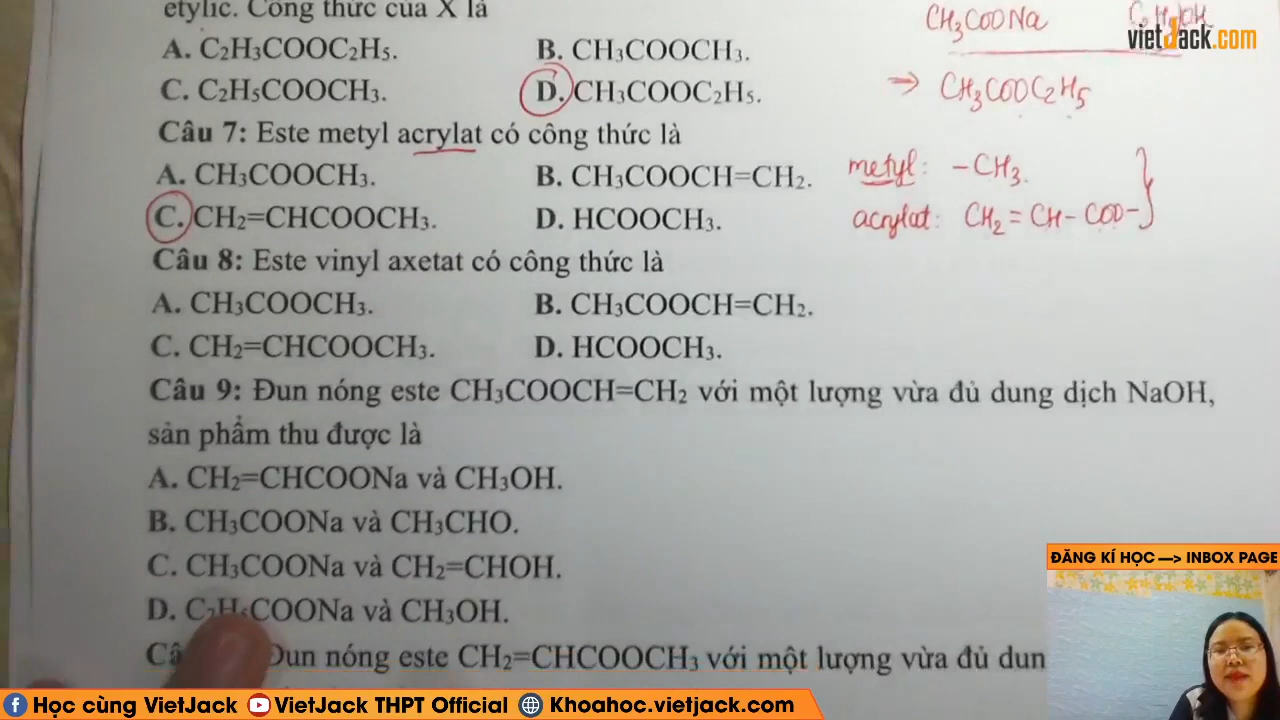 etylic. Công thức của X là
A. C₂H₃COOC₂H₅. B. CH₃COOCH₃.
C. C₂H₅COOCH₃. D. CH₃COOC₂H₅.
CH₃COONa
⇒ CH₃COOC₂H₅
vietJack.com
Câu 7: Este metyl acrylat có công thức là
A. CH₃COOCH₃. B. CH₃COOCH=CH₂.
C. CH₂=CHCOOCH₃. D. HCOOCH₃.
metyl: -CH₃.
acrylat: CH₂=CH-COO-
Câu 8: Este vinyl axetat có công thức là
A. CH₃COOCH₃. B. CH₃COOCH=CH₂.
C. CH₂=CHCOOCH₃. D. HCOOCH₃.
Câu 9: Đun nóng este CH₃COOCH=CH₂ với một lượng vừa đủ dung dịch NaOH,
sản phẩm thu được là
A. CH₂=CHCOONa và CH₃OH.
B. CH₃COONa và CH₃CHO.
C. CH₃COONa và CH₂=CHOH.
D. C₂H₅COONa và CH₃OH.
Đun nóng este CH₂=CHCOOCH₃ với một lượng vừa đủ
ĐĂNG KÍ HỌC —> INBOX PAGE
Học cùng VietJack VietJack THPT Official Khoahoc.vietjack.com